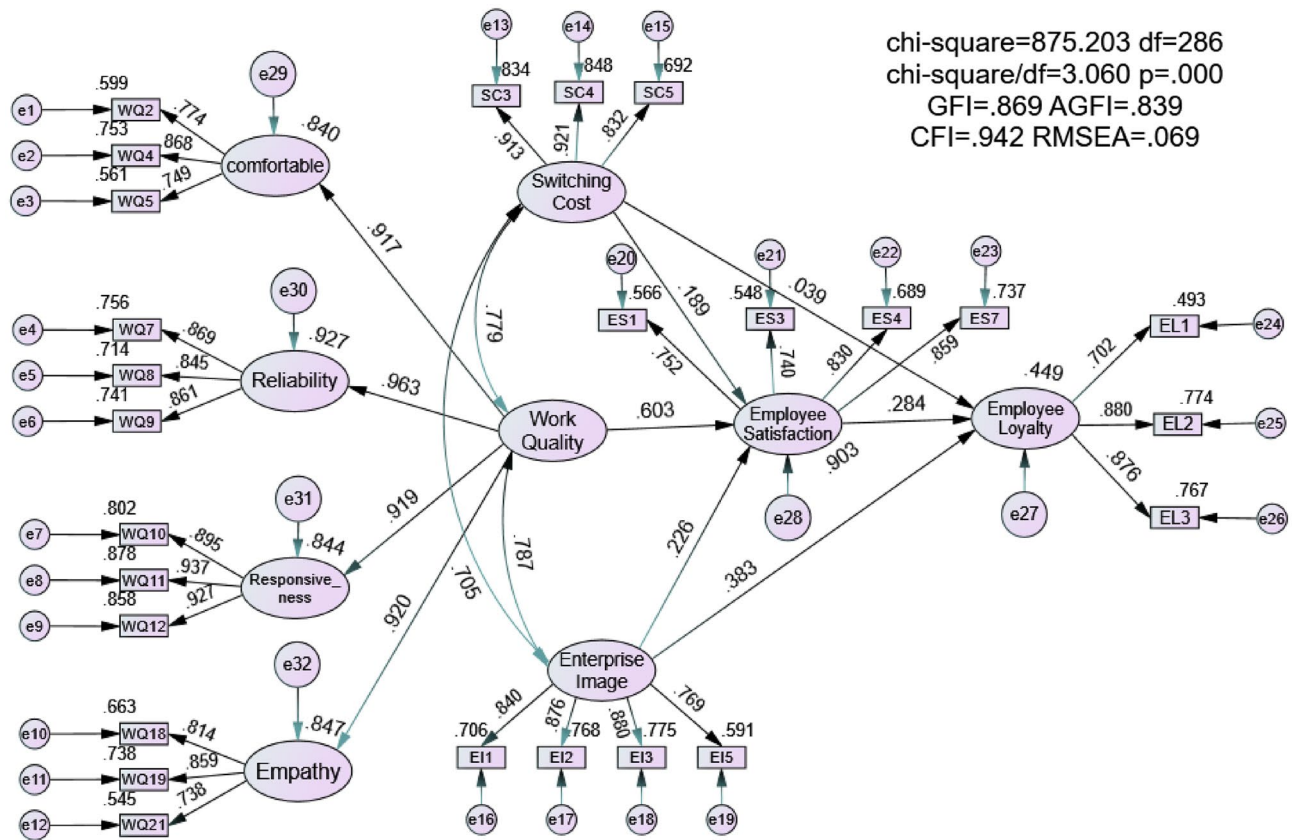 chi-square=875.203 df=286
chi-square/df=3.060 p=.000
GFI=.869 AGFI=.839
CFI=.942 RMSEA=.069
e13
e14
e15
.834
.848
.692
SC3
SC4
SC5
.913
.921
.832
Switching
Cost
e29
.599
e1
WQ2
.774
.840
.753
e2
WQ4
.868
comfortable
.561
e3
WQ5
.749
.917
e30
.756
e4
WQ7
.869
.927
.714
e5
WQ8
.845
Reliability
.741
e6
WQ9
.861
.963
.779
.189
.039
e20
e21
e22
e23
.566
.548
.689
.737
ES1
ES3
ES4
ES7
.752
.740
.830
.859
Work
Quality
.603
Employee
Satisfaction
.903
e28
.284
.449
Employee
Loyalty
e27
.493
EL1
e24
.702
.774
.880
EL2
e25
.876
.767
EL3
e26
e31
.802
e7
WQ10
.895
.844
.878
e8
WQ11
.937
Responsive_
ness
.858
e9
WQ12
.927
.919
.705
.787
.920
.226
.383
e32
.663
e10
WQ18
.814
.847
.738
e11
WQ19
.859
Empathy
.545
e12
WQ21
.738
Enterprise
Image
.840
.876
.880
.769
.706
.768
.775
.591
EI1
EI2
EI3
EI5
e16
e17
e18
e19